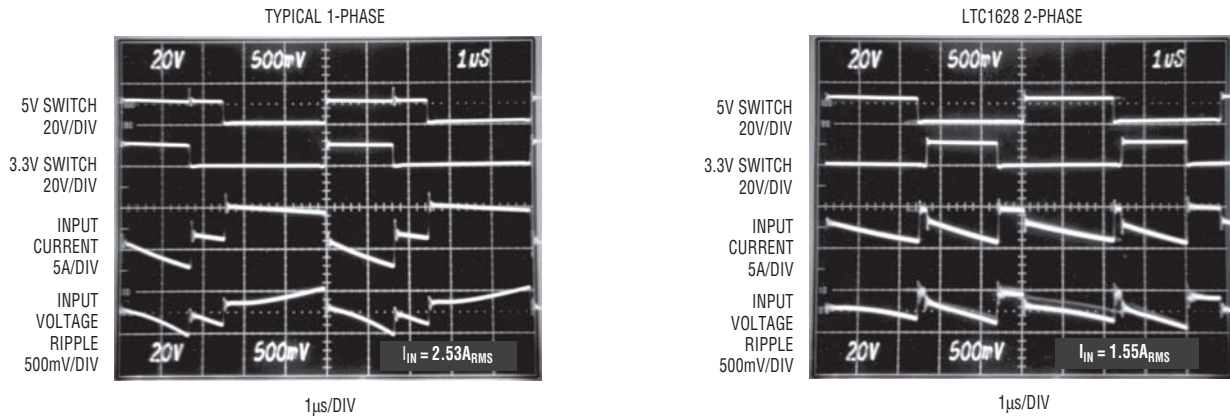 TYPICAL 1-PHASE
20V 500mV 1uS
5V SWITCH
20V/DIV
3.3V SWITCH
20V/DIV
INPUT
CURRENT
5A/DIV
INPUT
VOLTAGE
RIPPLE
500mV/DIV
20V 500mV
I_IN = 2.53A_RMS
1µs/DIV
LTC1628 2-PHASE
20V 500mV 1uS
5V SWITCH
20V/DIV
3.3V SWITCH
20V/DIV
INPUT
CURRENT
5A/DIV
INPUT
VOLTAGE
RIPPLE
500mV/DIV
20V 500mV
I_IN = 1.55A_RMS
1µs/DIV